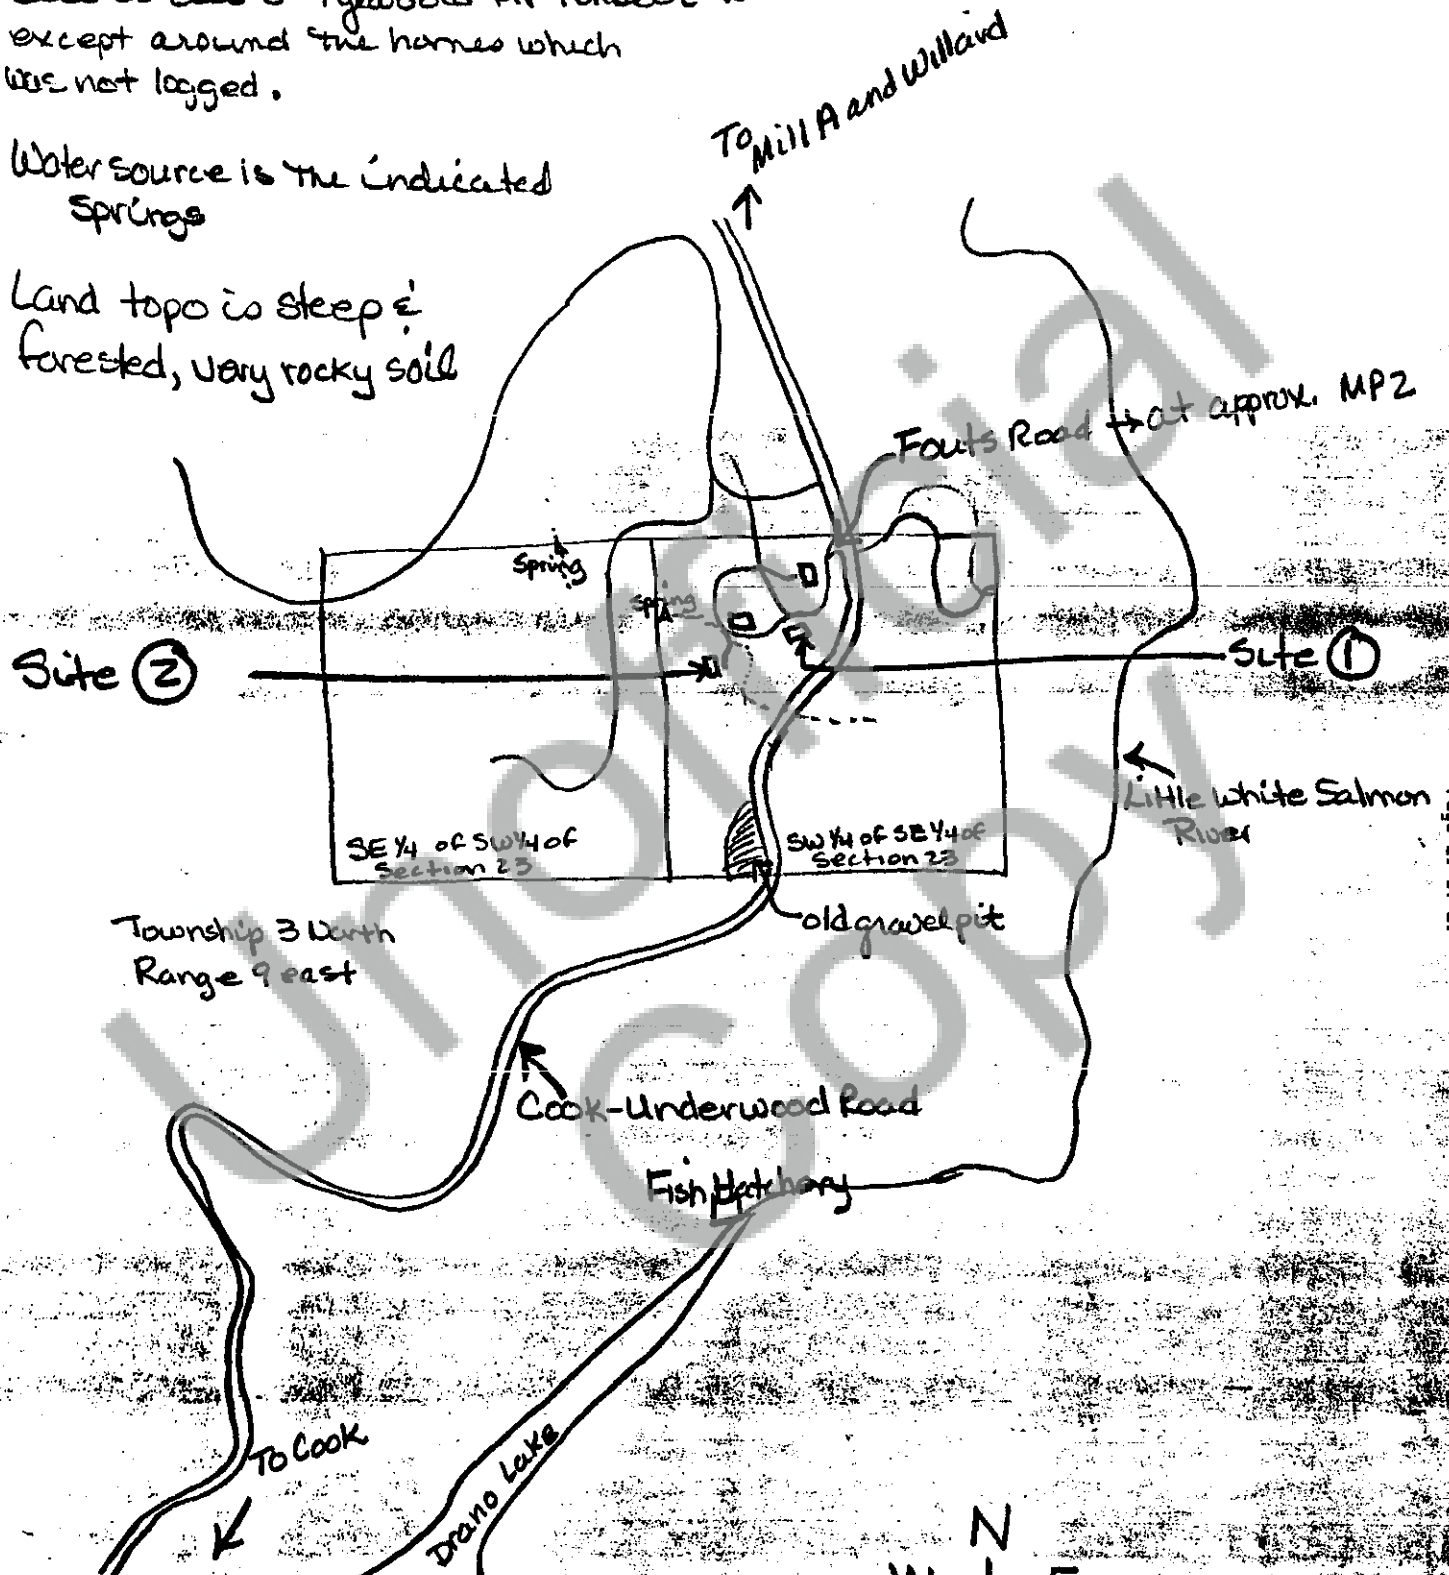 except around the homes which
was not logged.
To
Mill A and Willard
Water source is the indicated
Springs
Land topo is steep &
forested, very rocky soil
Fouts Road → at approx. MP2
Spring
Spring
Site ②
Site ①
Little White Salmon
River
SE 1/4 of SW 1/4 of
Section 23
SW 1/4 of SE 1/4 of
Section 23
old gravel pit
Township 3 North
Range 9 east
Cook-Underwood Road
Fish Hatchery
To Cook
Drano Lake
N
Unofficial
Copy